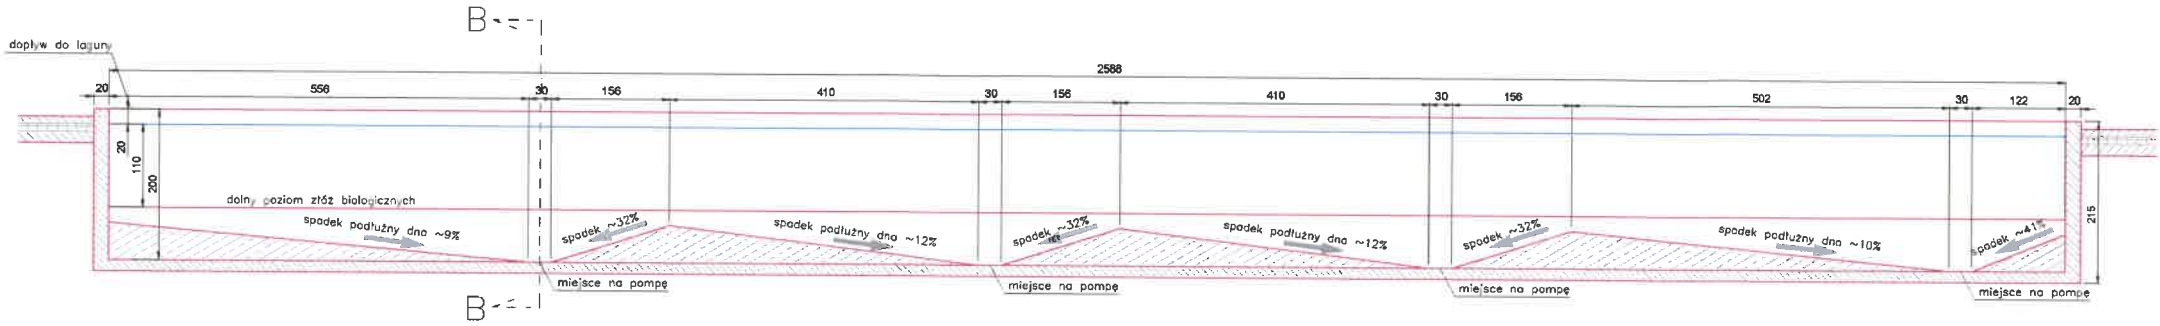 B
dopływ do laguny
2588
20 556 30 156 410 30 156 410 30 156 502 30 122 20
20
110
200
215
dolny poziom złóż biologicznych
spadek podłużny dna ~9%
spadek ~32%
spadek podłużny dna ~12%
spadek ~32%
spadek podłużny dna ~12%
spadek ~32%
spadek podłużny dna ~10%
spadek ~41%
miejsce na pompę
miejsce na pompę
miejsce na pompę
miejsce na pompę
B